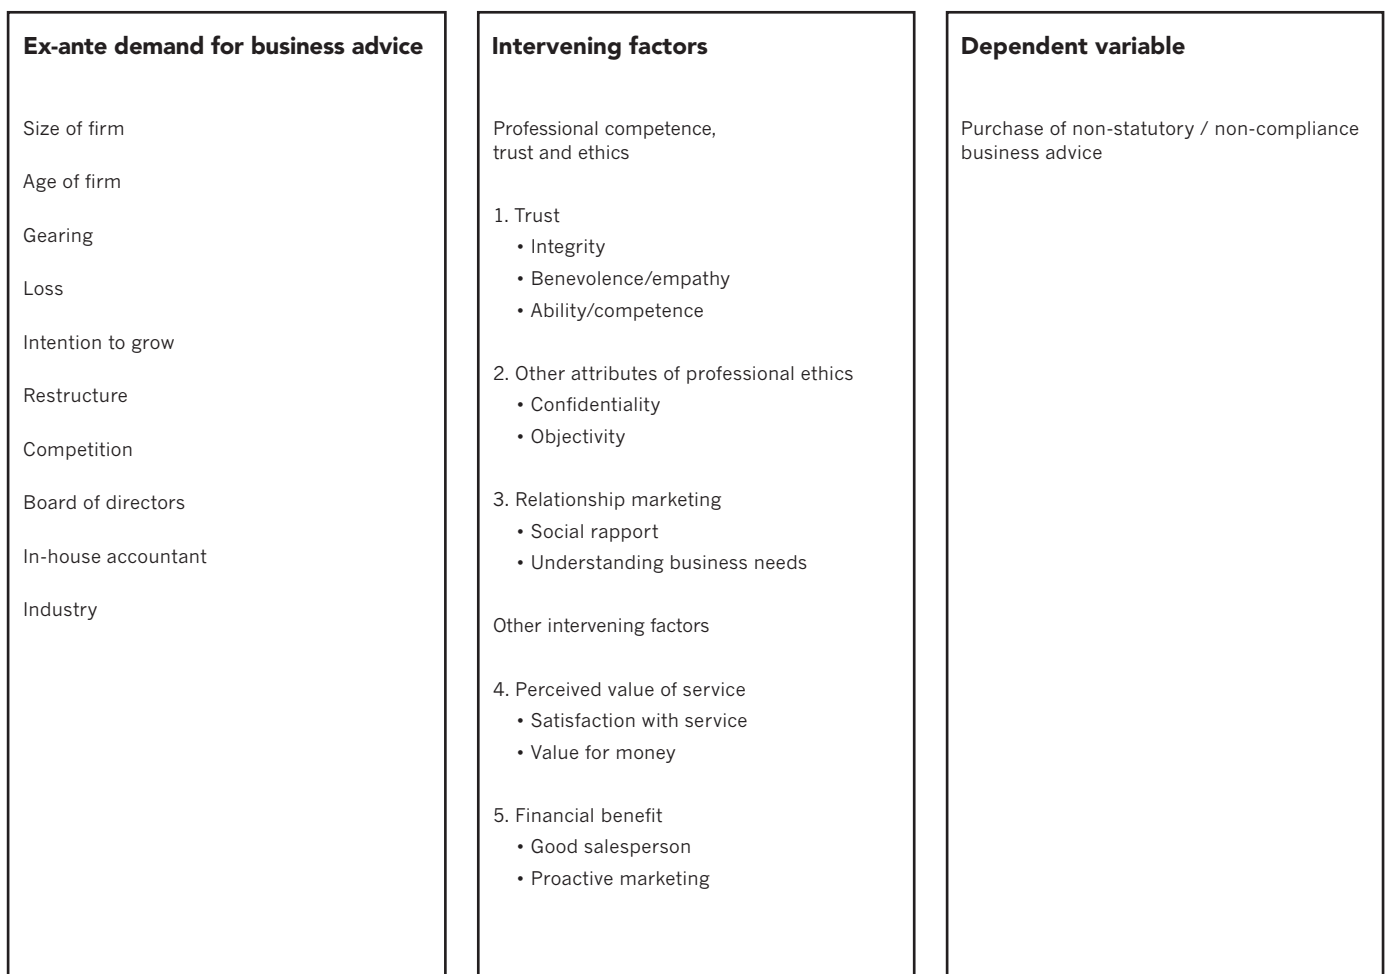 Ex-ante demand for business advice
Size of firm
Age of firm
Gearing
Loss
Intention to grow
Restructure
Competition
Board of directors
In-house accountant
Industry
Intervening factors
Professional competence,
trust and ethics
1. Trust
• Integrity
• Benevolence/empathy
• Ability/competence
2. Other attributes of professional ethics
• Confidentiality
• Objectivity
3. Relationship marketing
• Social rapport
• Understanding business needs
Other intervening factors
4. Perceived value of service
• Satisfaction with service
• Value for money
5. Financial benefit
• Good salesperson
• Proactive marketing
Dependent variable
Purchase of non-statutory / non-compliance
business advice